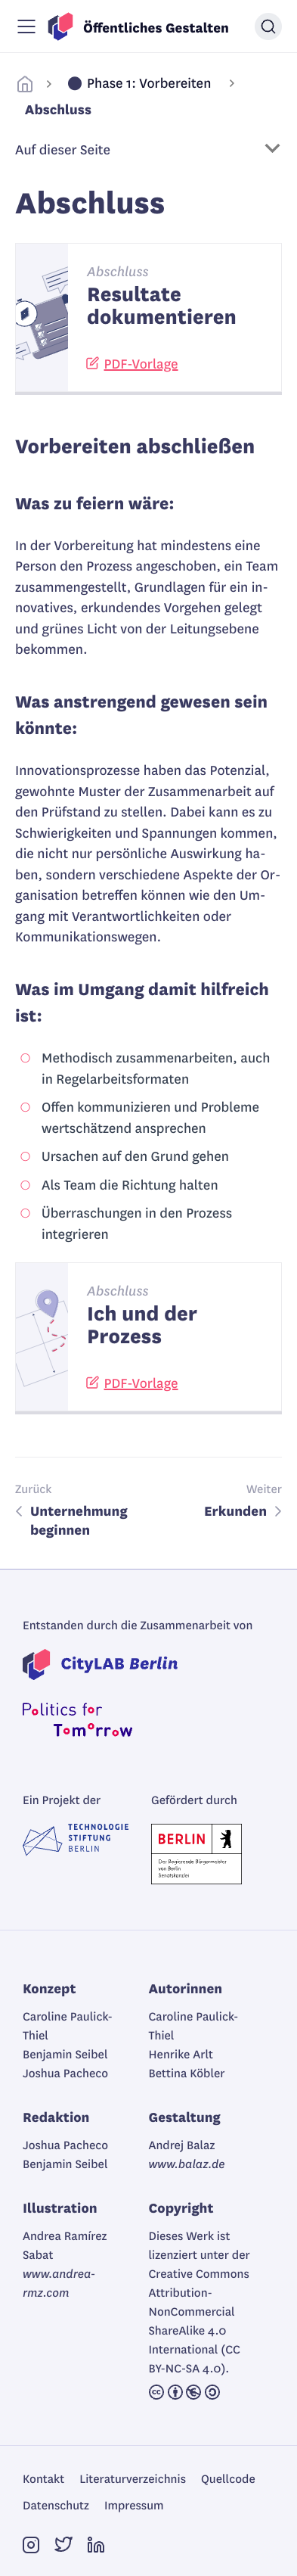 Öffentliches Gestalten
Phase 1: Vorbereiten
Abschluss
Auf dieser Seite
Abschluss
Abschluss
Resultate
dokumentieren
PDF-Vorlage
Vorbereiten abschließen
Was zu feiern wäre:
In der Vorbereitung hat mindestens eine
Person den Prozess angeschoben, ein Team
zusammengestellt, Grundlagen für ein in-
novatives, erkundendes Vorgehen gelegt
und grünes Licht von der Leitungsebene
bekommen.
Was anstrengend gewesen sein
könnte:
Innovationsprozesse haben das Potenzial,
gewohnte Muster der Zusammenarbeit auf
den Prüfstand zu stellen. Dabei kann es zu
Schwierigkeiten und Spannungen kommen,
die nicht nur persönliche Auswirkung ha-
ben, sondern verschiedene Aspekte der Or-
ganisation betreffen können wie den Um-
gang mit Verantwortlichkeiten oder
Kommunikationswegen.
Was im Umgang damit hilfreich
ist:
Methodisch zusammenarbeiten, auch
in Regelarbeitsformaten
Offen kommunizieren und Probleme
wertschätzend ansprechen
Ursachen auf den Grund gehen
Als Team die Richtung halten
Überraschungen in den Prozess
integrieren
Abschluss
Ich und der
Prozess
PDF-Vorlage
Zurück
Unternehmung
beginnen
Weiter
Erkunden
Entstanden durch die Zusammenarbeit von
CityLAB Berlin
Politics for
Tomorrow
Ein Projekt der
TECHNOLOGIE
STIFTUNG
BERLIN
Gefördert durch
BERLIN
Der Regierende Bürgermeister
von Berlin
Senatskanzlei
Konzept
Caroline Paulick-
Thiel
Benjamin Seibel
Joshua Pacheco
Autorinnen
Caroline Paulick-
Thiel
Henrike Arlt
Bettina Köbler
Redaktion
Joshua Pacheco
Benjamin Seibel
Gestaltung
Andrej Balaz
www.balaz.de
Illustration
Andrea Ramírez
Sabat
www.andrea-
rmz.com
Copyright
Dieses Werk ist
lizenziert unter der
Creative Commons
Attribution-
NonCommercial
ShareAlike 4.0
International (CC
BY-NC-SA 4.0).
Kontakt Literaturverzeichnis Quellcode
Datenschutz Impressum